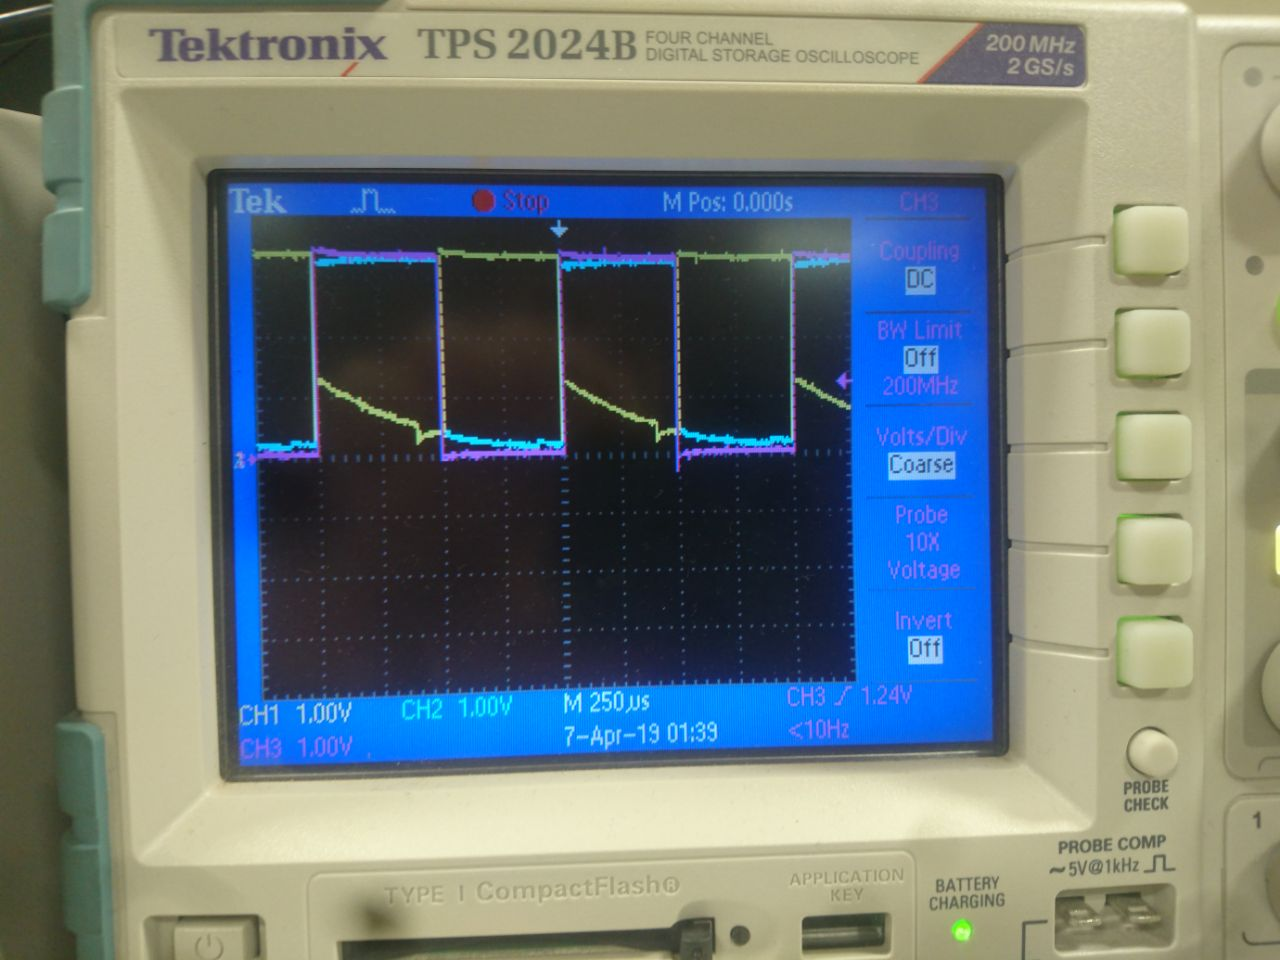 Tektronix TPS 2024B FOUR CHANNEL DIGITAL STORAGE OSCILLOSCOPE
200 MHz
2 GS/s
Tek Stop M Pos: 0.000s CH3
Coupling
DC
BW Limit
Off
200MHz
Volts/Div
Coarse
Probe
10X
Voltage
Invert
Off
CH1 1.00V CH2 1.00V M 250µs CH3 1.24V
CH3 1.00V 7-Apr-19 01:39 <10Hz
PROBE
CHECK
PROBE COMP
~5V@1kHz
TYPE I CompactFlash®
APPLICATION
KEY
BATTERY
CHARGING
1